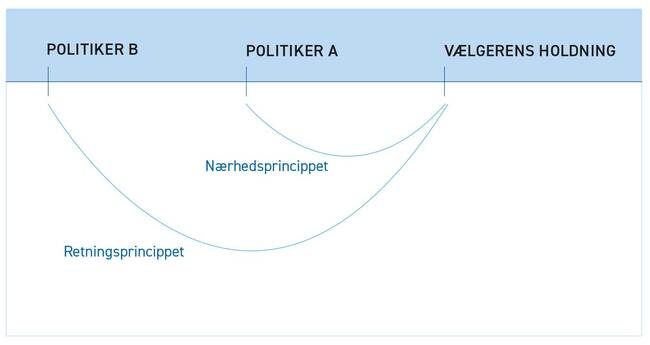 POLITIKER B
POLITIKER A
VÆLGERENS HOLDNING
Nærhedsprincippet
Retningsprincippet